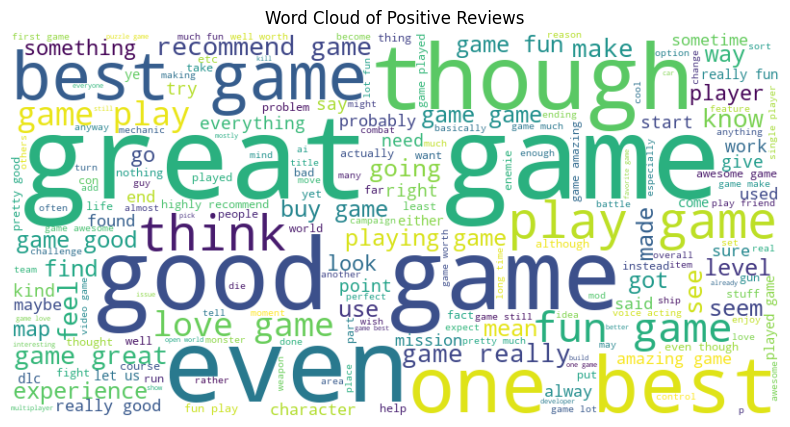 Word Cloud of Positive Reviews
first game
puzzle game
much fun
well worth
become
thing
reason
sort
something
recommend game
game fun
make
sometime
option
everyone
making
kill
etc
lot fun
game played
way
change
car
best game
though
really fun
cool
ye
take
try
problem
say
might
probably
game game
ending
game much
player
know
feature
single player
game play
still
anyway
mechanic
everything
combat
basically
need
start
work
anything
others
mostly
go
ai
actually
want
enough
game amazing
favorite game
especially
give
awesome game
game make
great game
pretty good
turn
nothing
mind
title
bad
many
going
right
enemie
used
con
add
guy
played
move
yet
far
often
life
end
highly recommend
buy game
least
either
battle
come
play friend
almost
pick
found
people
world
campaign
play game
game awesome
challenge
think
playing game
although
made
set
real
game good
another
look
game worth
long time
sure
overall
team
find
die
point
see
instead
item
level
already
good game
kind
feel
video game
use
perfect
got
mod
said
ship
gun
stuff
seem
maybe
issue
tell
moment
part
wish
fact
game still
idea
voice acting
enjoy
map
game love
love game
game best
expect
mean
fun game
better
even though
love
played game
interesting
thought
well
open world
monster
done
mission
pretty much
may
game great
course
even
place
game really
build
one game
amazing game
dlc
fight
let us
run
show
rather
weapon
area
one best
put
control
awesome
experience
alway
developer
multiplayer
really good
fun play
character
help
game lot
p